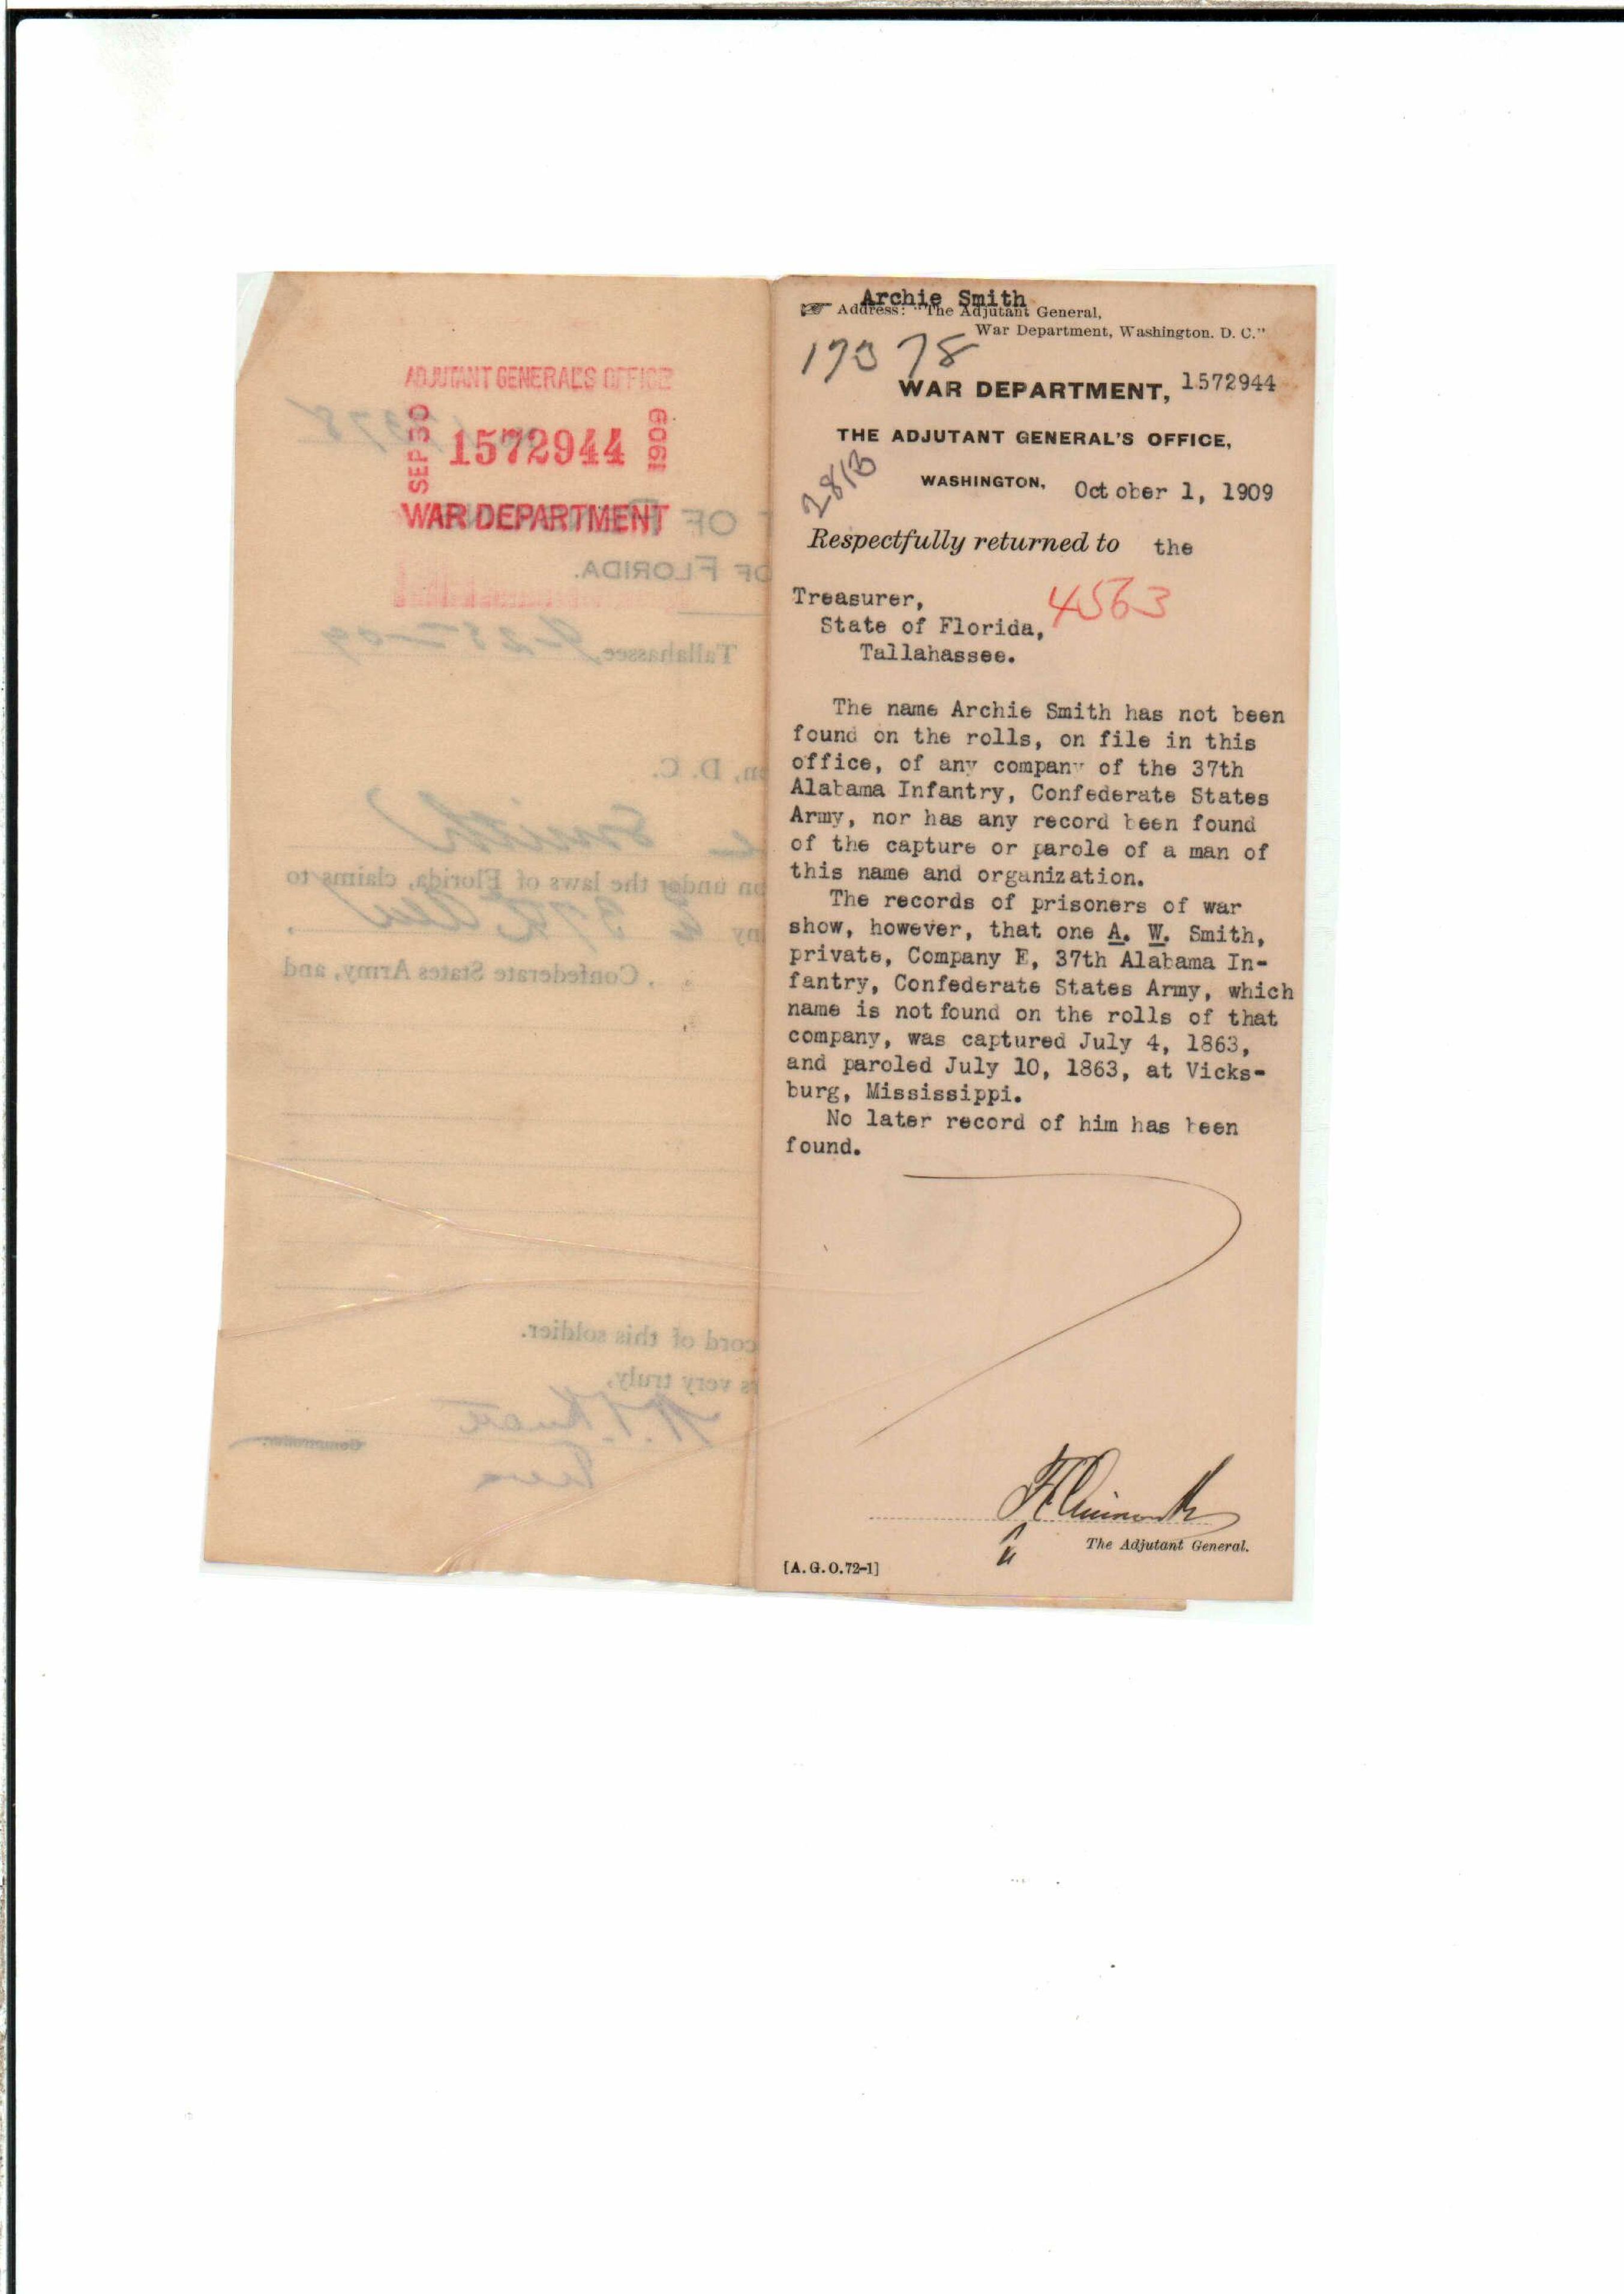 ADJUTANT GENERAL'S OFFICE
SEP 30 1572944 1909
WAR DEPARTMENT
OF FLORIDA.
Tallahassee, 9-25-09
D. C.
Smith
under the laws of Florida, claims to
37th
, Confederate States Army, and
of this soldier.
very truly,
Archie Smith
Address: "The Adjutant General,
War Department, Washington. D. C."
17378
WAR DEPARTMENT, 1572944
THE ADJUTANT GENERAL'S OFFICE,
WASHINGTON, October 1, 1909
Respectfully returned to the
Treasurer, 4563
State of Florida,
Tallahassee.
The name Archie Smith has not been
found on the rolls, on file in this
office, of any company of the 37th
Alabama Infantry, Confederate States
Army, nor has any record been found
of the capture or parole of a man of
this name and organization.
The records of prisoners of war
show, however, that one A. W. Smith,
private, Company E, 37th Alabama In-
fantry, Confederate States Army, which
name is not found on the rolls of that
company, was captured July 4, 1863,
and paroled July 10, 1863, at Vicks-
burg, Mississippi.
No later record of him has been
found.
The Adjutant General.
[A. G. O. 72-1]